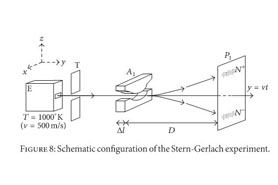 z
x
y
E
T
A₁
P₁
N⁺
N⁻
y = vt
T = 1000°K
(v = 500 m/s)
Δl
D
FIGURE 8: Schematic configuration of the Stern-Gerlach experiment.